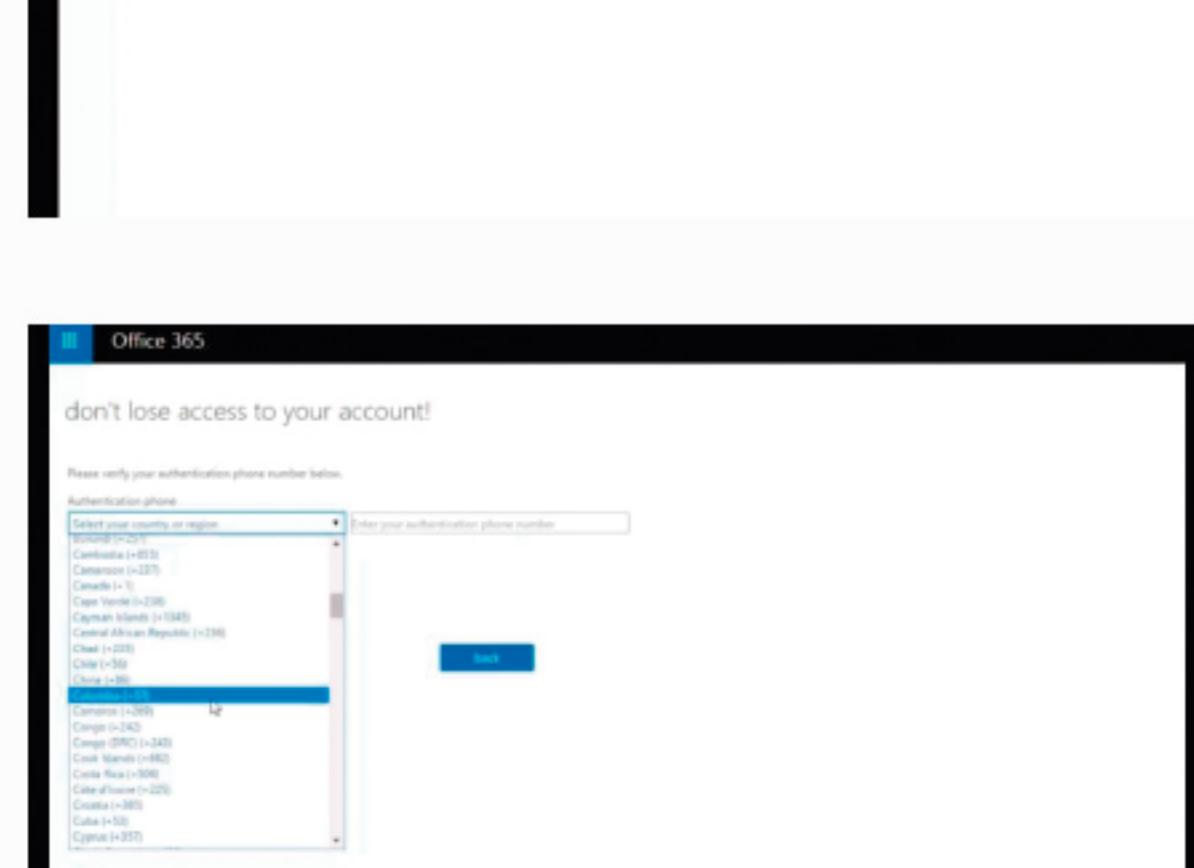 Office 365
don't lose access to your account!
Please verify your authentication phone number below.
Authentication phone
Select your country or region
Enter your authentication phone number
Burundi (+257)
Cambodia (+855)
Cameroon (+237)
Canada (+1)
Cape Verde (+238)
Cayman Islands (+1345)
Central African Republic (+236)
Chad (+235)
Chile (+56)
China (+86)
Colombia (+57)
Comoros (+269)
Congo (+242)
Congo (DRC) (+243)
Cook Islands (+682)
Costa Rica (+506)
Côte d'Ivoire (+225)
Croatia (+385)
Cuba (+53)
Cyprus (+357)
back